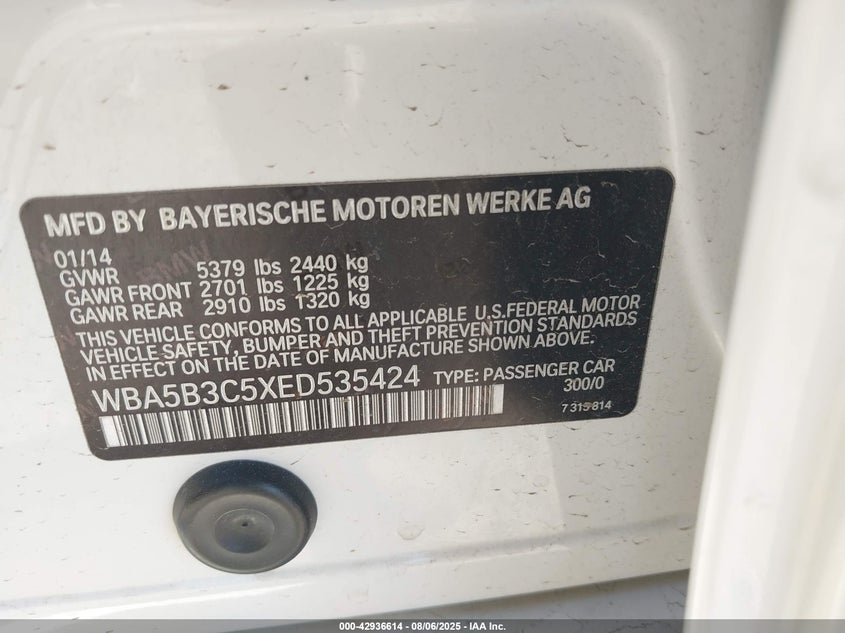 MFD BY BAYERISCHE MOTOREN WERKE AG
01/14
GVWR 5379 lbs 2440 kg
GAWR FRONT 2701 lbs 1225 kg
GAWR REAR 2910 lbs 1320 kg
THIS VEHICLE CONFORMS TO ALL APPLICABLE U.S.FEDERAL MOTOR
VEHICLE SAFETY, BUMPER AND THEFT PREVENTION STANDARDS
IN EFFECT ON THE DATE OF MANUFACTURE SHOWN ABOVE.
WBA5B3C5XED535424 TYPE: PASSENGER CAR
300/0
7 315 814
000-42936614 - 08/06/2025 - IAA Inc.